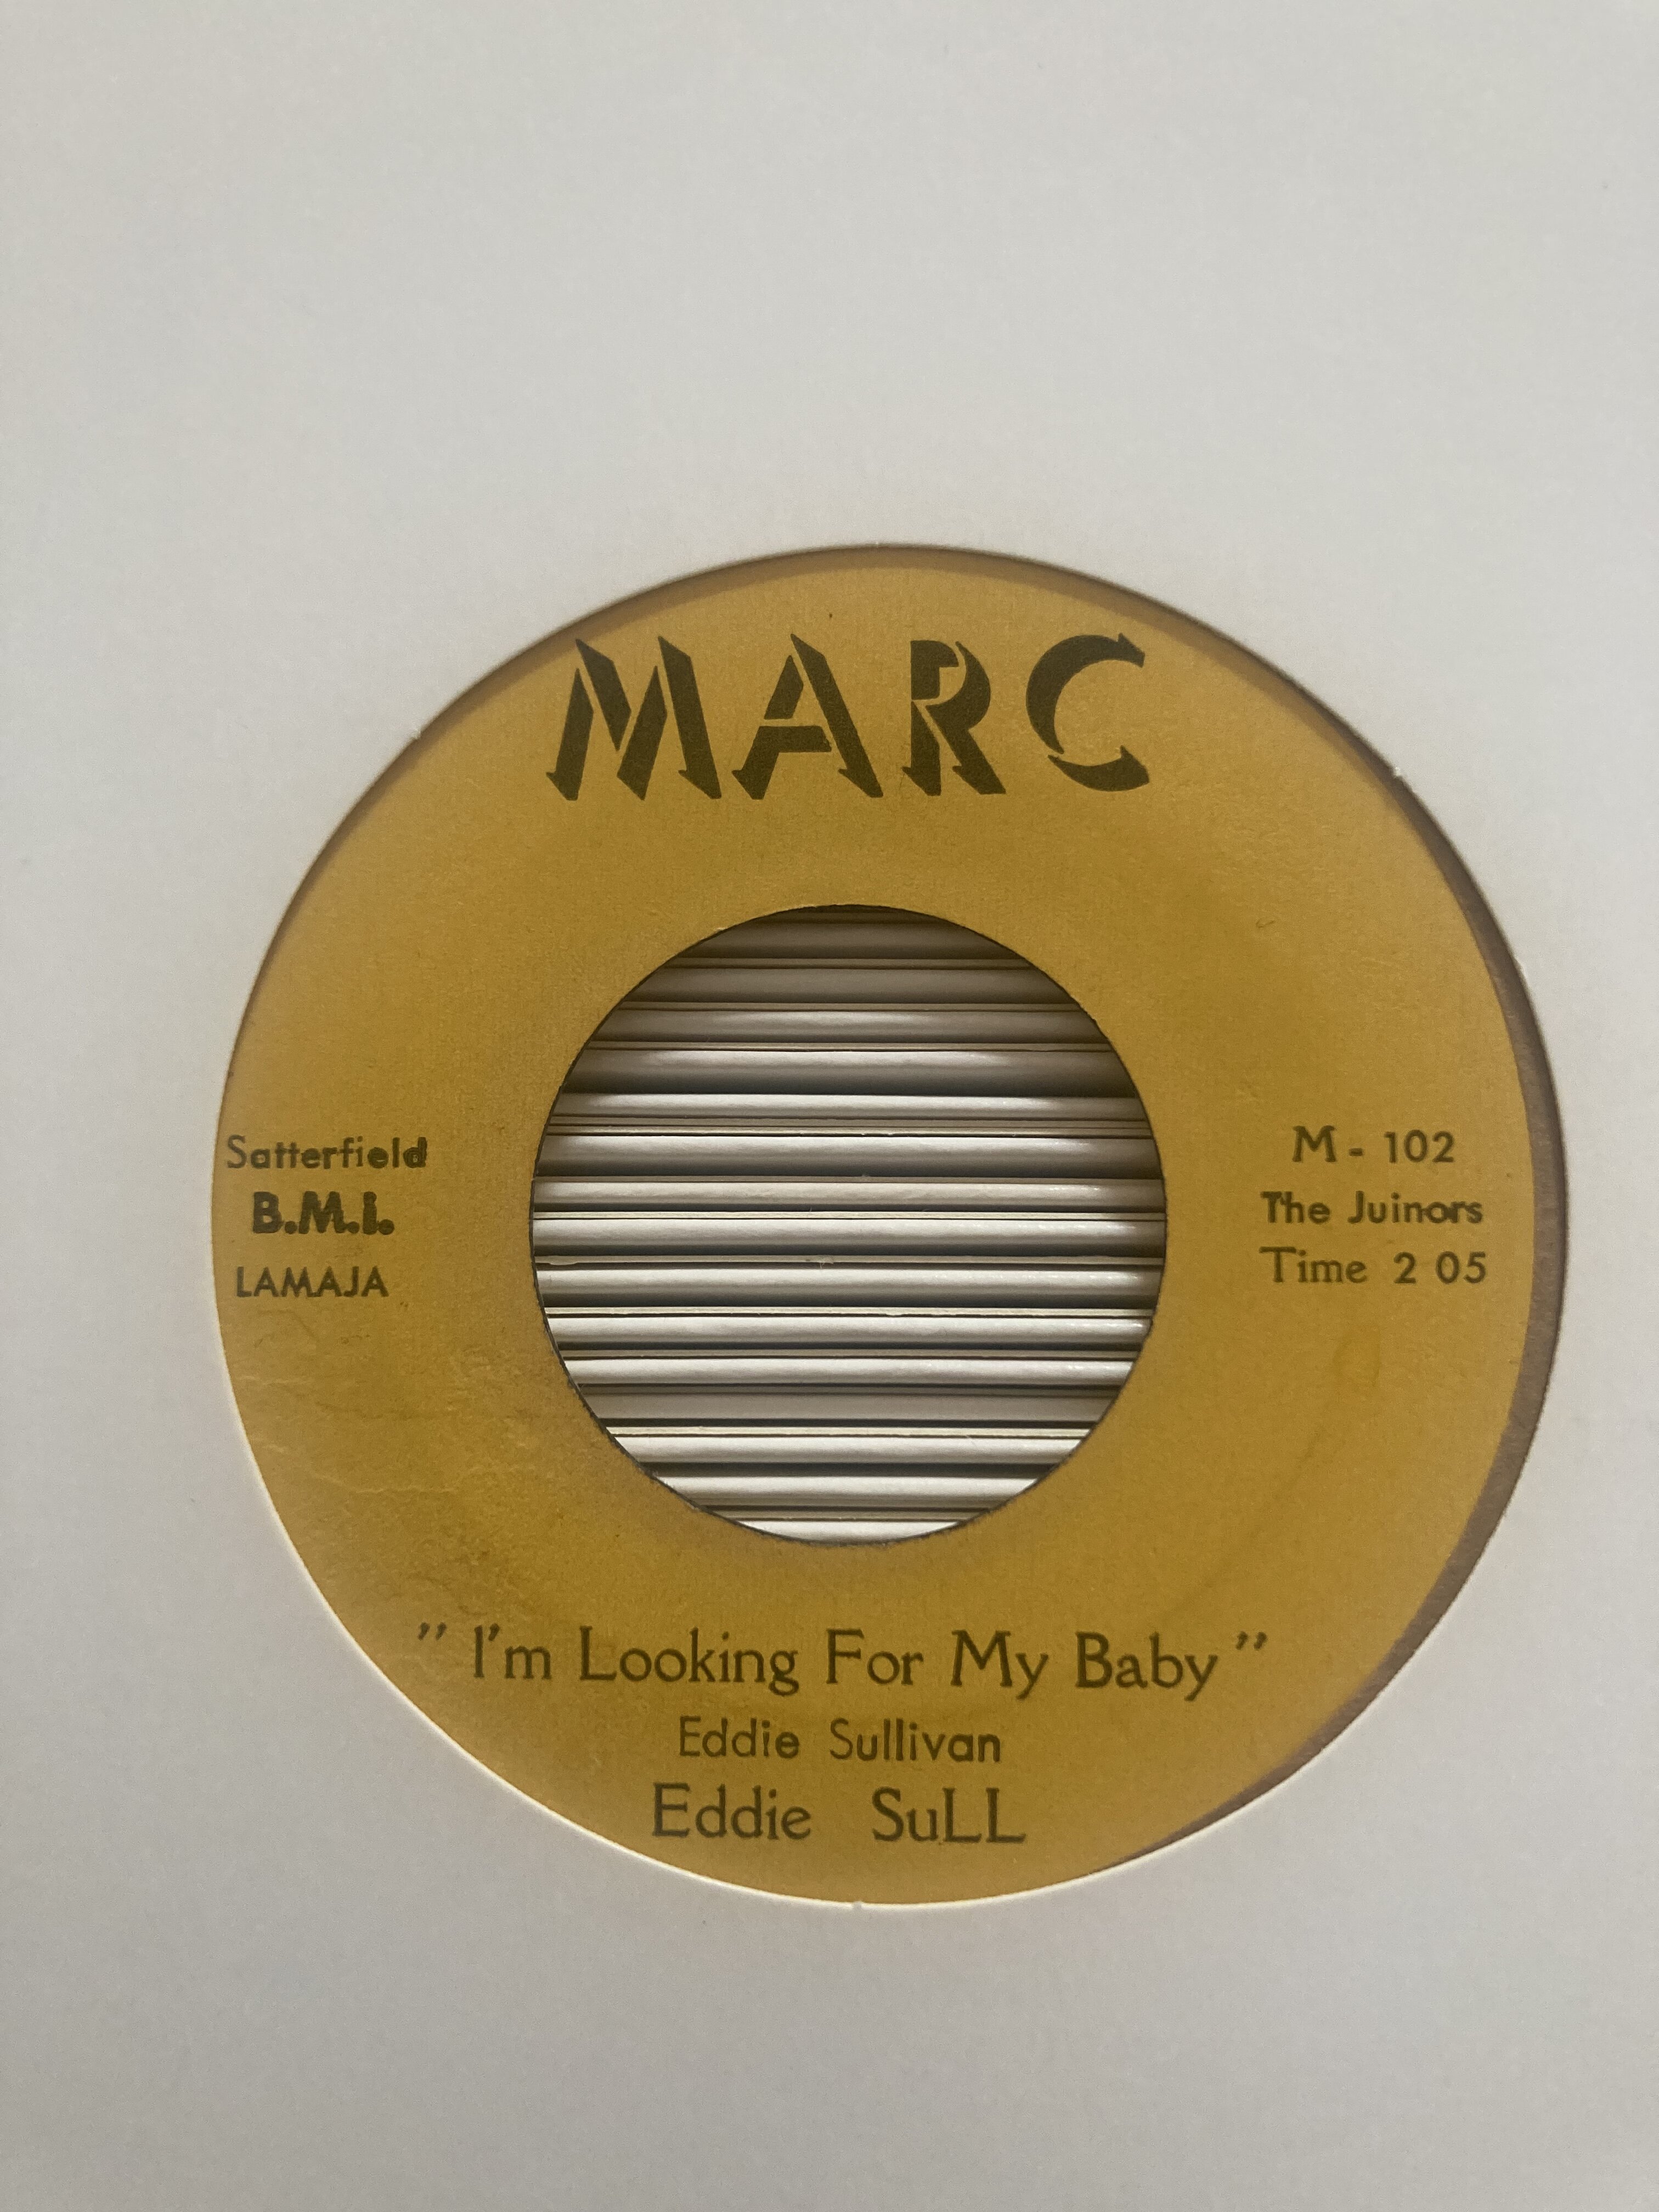 MARC
Satterfield
B.M.I.
LAMAJA
M - 102
The Juinors
Time 2 05
" I'm Looking For My Baby "
Eddie Sullivan
Eddie SuLL